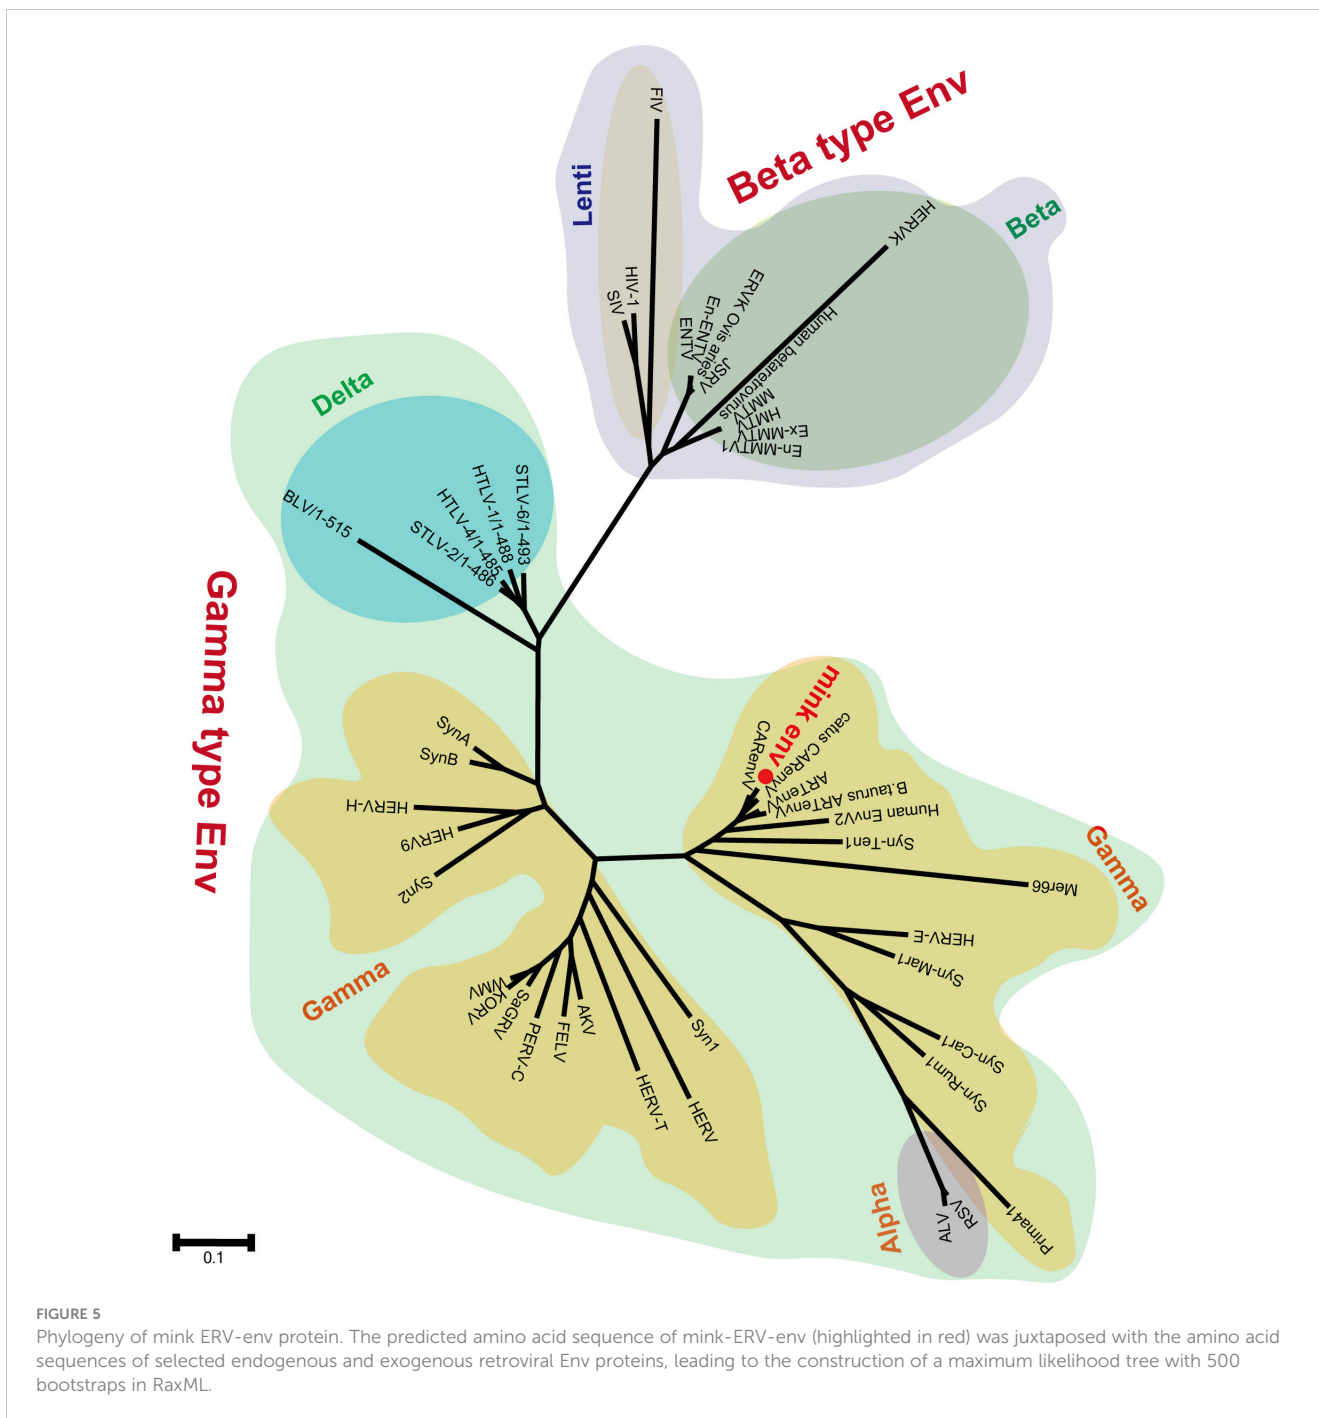 Beta type Env
Lenti
FIV
HIV-1
SIV
Beta
HERVK
ERVK Ovis aries
En-ENTV
ENTV
JSRV
Human betaretrovirus
MMTV
HMTV
Ex-MMTV
En-MMTV1
Delta
BLV/1-515
STLV-2/1-486
HTLV-4/1-485
HTLV-1/1-488
STLV-6/1-493
Gamma type Env
SynA
SynB
HERV-H
HERV9
Syn2
Gamma
WMV
KORV
SaGRV
PERV-C
FELV
AKV
HERV-T
HERV
Syn1
CARenvV
mink env
catus CARenvV
ARTenvV
B.taurus ARTenvV
Human EnvV2
Syn-Ten1
Mer66
Gamma
HERV-E
Syn-Mar1
Syn-Car1
Syn-Rum1
Prima41
RSV
ALV
Alpha
0.1
FIGURE 5
Phylogeny of mink ERV-env protein. The predicted amino acid sequence of mink-ERV-env (highlighted in red) was juxtaposed with the amino acid
sequences of selected endogenous and exogenous retroviral Env proteins, leading to the construction of a maximum likelihood tree with 500
bootstraps in RaxML.